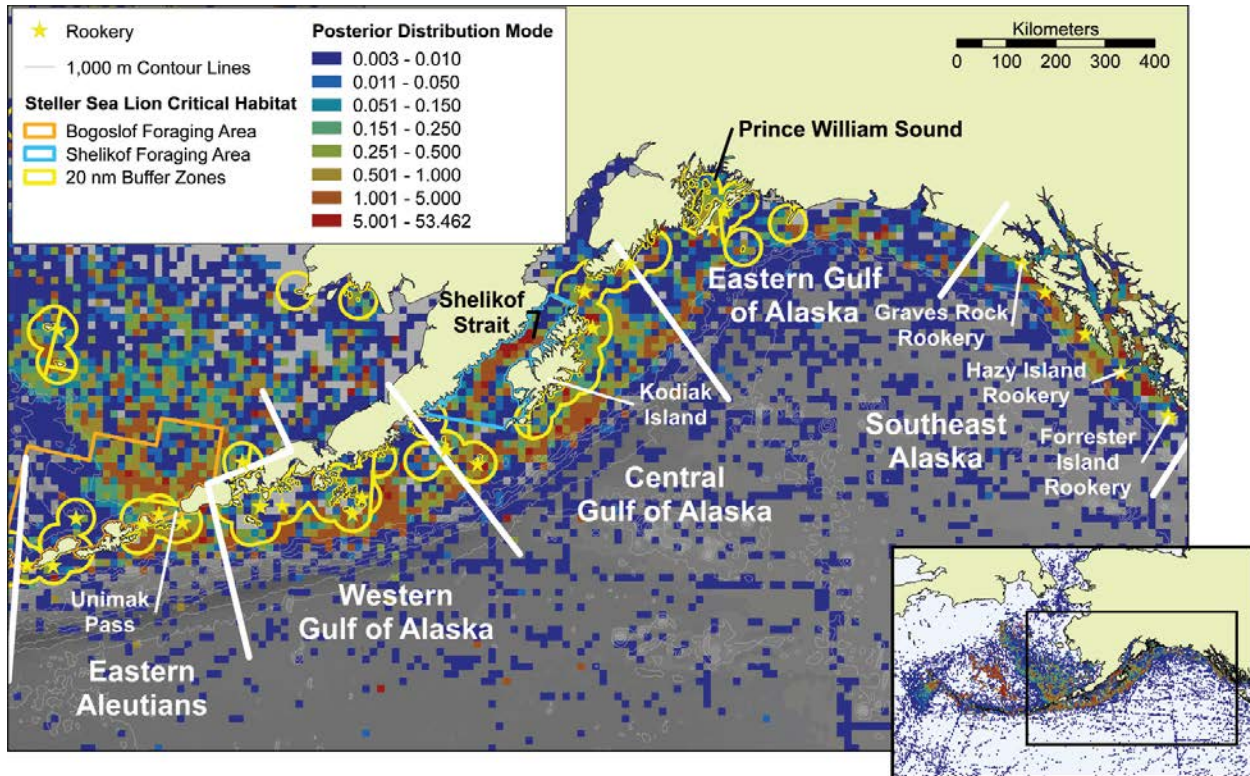 Rookery
1,000 m Contour Lines
Steller Sea Lion Critical Habitat
Bogoslof Foraging Area
Shelikof Foraging Area
20 nm Buffer Zones
Posterior Distribution Mode
0.003 - 0.010
0.011 - 0.050
0.051 - 0.150
0.151 - 0.250
0.251 - 0.500
0.501 - 1.000
1.001 - 5.000
5.001 - 53.462
Kilometers
0 100 200 300 400
Prince William Sound
Shelikof
Strait
Eastern Gulf
of Alaska
Graves Rock
Rookery
Hazy Island
Rookery
Kodiak
Island
Southeast
Alaska
Forrester
Island
Rookery
Central
Gulf of Alaska
Unimak
Pass
Western
Gulf of Alaska
Eastern
Aleutians